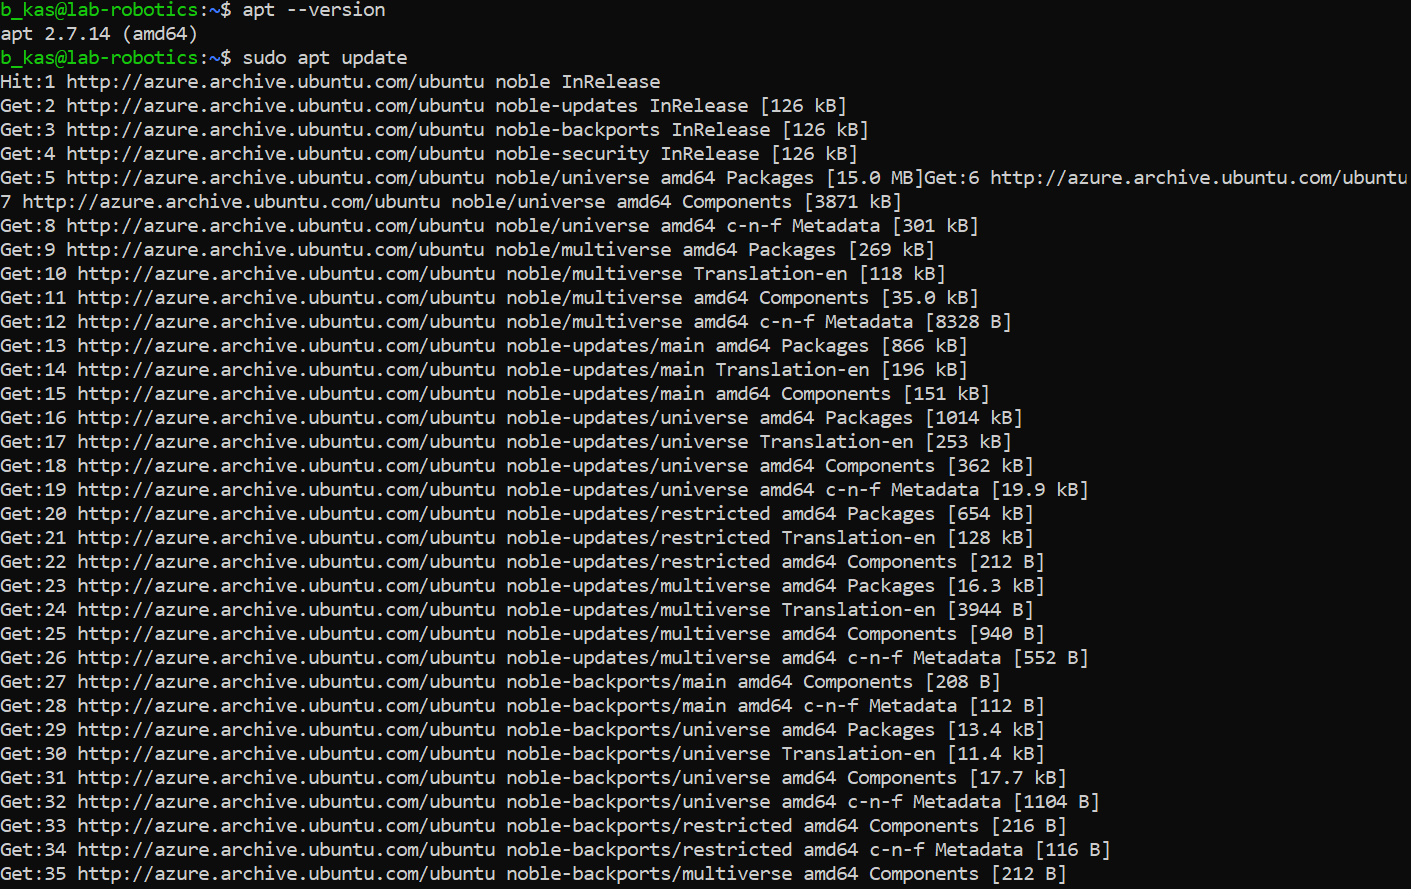 b_kas@lab-robotics:~$ apt --version
apt 2.7.14 (amd64)
b_kas@lab-robotics:~$ sudo apt update
Hit:1 http://azure.archive.ubuntu.com/ubuntu noble InRelease
Get:2 http://azure.archive.ubuntu.com/ubuntu noble-updates InRelease [126 kB]
Get:3 http://azure.archive.ubuntu.com/ubuntu noble-backports InRelease [126 kB]
Get:4 http://azure.archive.ubuntu.com/ubuntu noble-security InRelease [126 kB]
Get:5 http://azure.archive.ubuntu.com/ubuntu noble/universe amd64 Packages [15.0 MB]Get:6 http://azure.archive.ubuntu.com/ubuntu
7 http://azure.archive.ubuntu.com/ubuntu noble/universe amd64 Components [3871 kB]
Get:8 http://azure.archive.ubuntu.com/ubuntu noble/universe amd64 c-n-f Metadata [301 kB]
Get:9 http://azure.archive.ubuntu.com/ubuntu noble/multiverse amd64 Packages [269 kB]
Get:10 http://azure.archive.ubuntu.com/ubuntu noble/multiverse Translation-en [118 kB]
Get:11 http://azure.archive.ubuntu.com/ubuntu noble/multiverse amd64 Components [35.0 kB]
Get:12 http://azure.archive.ubuntu.com/ubuntu noble/multiverse amd64 c-n-f Metadata [8328 B]
Get:13 http://azure.archive.ubuntu.com/ubuntu noble-updates/main amd64 Packages [866 kB]
Get:14 http://azure.archive.ubuntu.com/ubuntu noble-updates/main Translation-en [196 kB]
Get:15 http://azure.archive.ubuntu.com/ubuntu noble-updates/main amd64 Components [151 kB]
Get:16 http://azure.archive.ubuntu.com/ubuntu noble-updates/universe amd64 Packages [1014 kB]
Get:17 http://azure.archive.ubuntu.com/ubuntu noble-updates/universe Translation-en [253 kB]
Get:18 http://azure.archive.ubuntu.com/ubuntu noble-updates/universe amd64 Components [362 kB]
Get:19 http://azure.archive.ubuntu.com/ubuntu noble-updates/universe amd64 c-n-f Metadata [19.9 kB]
Get:20 http://azure.archive.ubuntu.com/ubuntu noble-updates/restricted amd64 Packages [654 kB]
Get:21 http://azure.archive.ubuntu.com/ubuntu noble-updates/restricted Translation-en [128 kB]
Get:22 http://azure.archive.ubuntu.com/ubuntu noble-updates/restricted amd64 Components [212 B]
Get:23 http://azure.archive.ubuntu.com/ubuntu noble-updates/multiverse amd64 Packages [16.3 kB]
Get:24 http://azure.archive.ubuntu.com/ubuntu noble-updates/multiverse Translation-en [3944 B]
Get:25 http://azure.archive.ubuntu.com/ubuntu noble-updates/multiverse amd64 Components [940 B]
Get:26 http://azure.archive.ubuntu.com/ubuntu noble-updates/multiverse amd64 c-n-f Metadata [552 B]
Get:27 http://azure.archive.ubuntu.com/ubuntu noble-backports/main amd64 Components [208 B]
Get:28 http://azure.archive.ubuntu.com/ubuntu noble-backports/main amd64 c-n-f Metadata [112 B]
Get:29 http://azure.archive.ubuntu.com/ubuntu noble-backports/universe amd64 Packages [13.4 kB]
Get:30 http://azure.archive.ubuntu.com/ubuntu noble-backports/universe Translation-en [11.4 kB]
Get:31 http://azure.archive.ubuntu.com/ubuntu noble-backports/universe amd64 Components [17.7 kB]
Get:32 http://azure.archive.ubuntu.com/ubuntu noble-backports/universe amd64 c-n-f Metadata [1104 B]
Get:33 http://azure.archive.ubuntu.com/ubuntu noble-backports/restricted amd64 Components [216 B]
Get:34 http://azure.archive.ubuntu.com/ubuntu noble-backports/restricted amd64 c-n-f Metadata [116 B]
Get:35 http://azure.archive.ubuntu.com/ubuntu noble-backports/multiverse amd64 Components [212 B]